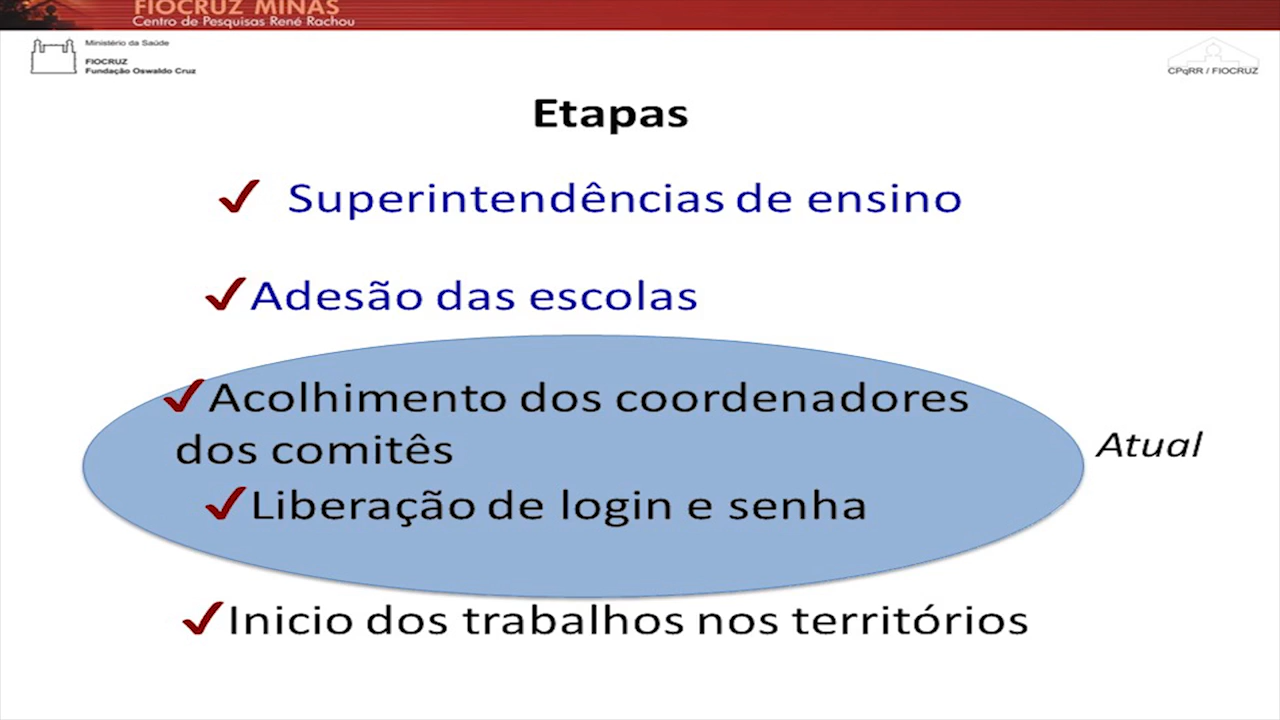 FIOCRUZ MINAS
Centro de Pesquisas René Rachou
Ministério da Saúde
FIOCRUZ
Fundação Oswaldo Cruz
CPqRR / FIOCRUZ
Etapas
✓ Superintendências de ensino
✓Adesão das escolas
✓Acolhimento dos coordenadores
dos comitês
Atual
✓Liberação de login e senha
✓Inicio dos trabalhos nos territórios